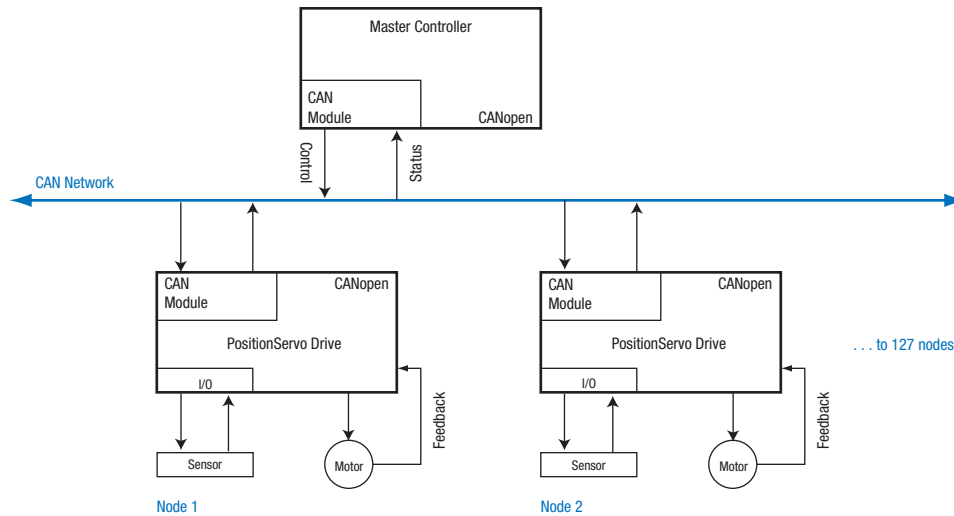 Master Controller
CAN
Module
CANopen
Control
Status
CAN Network
CAN
Module
CANopen
PositionServo Drive
I/O
Feedback
Sensor
Motor
Node 1
CAN
Module
CANopen
PositionServo Drive
I/O
Feedback
Sensor
Motor
Node 2
. . . to 127 nodes